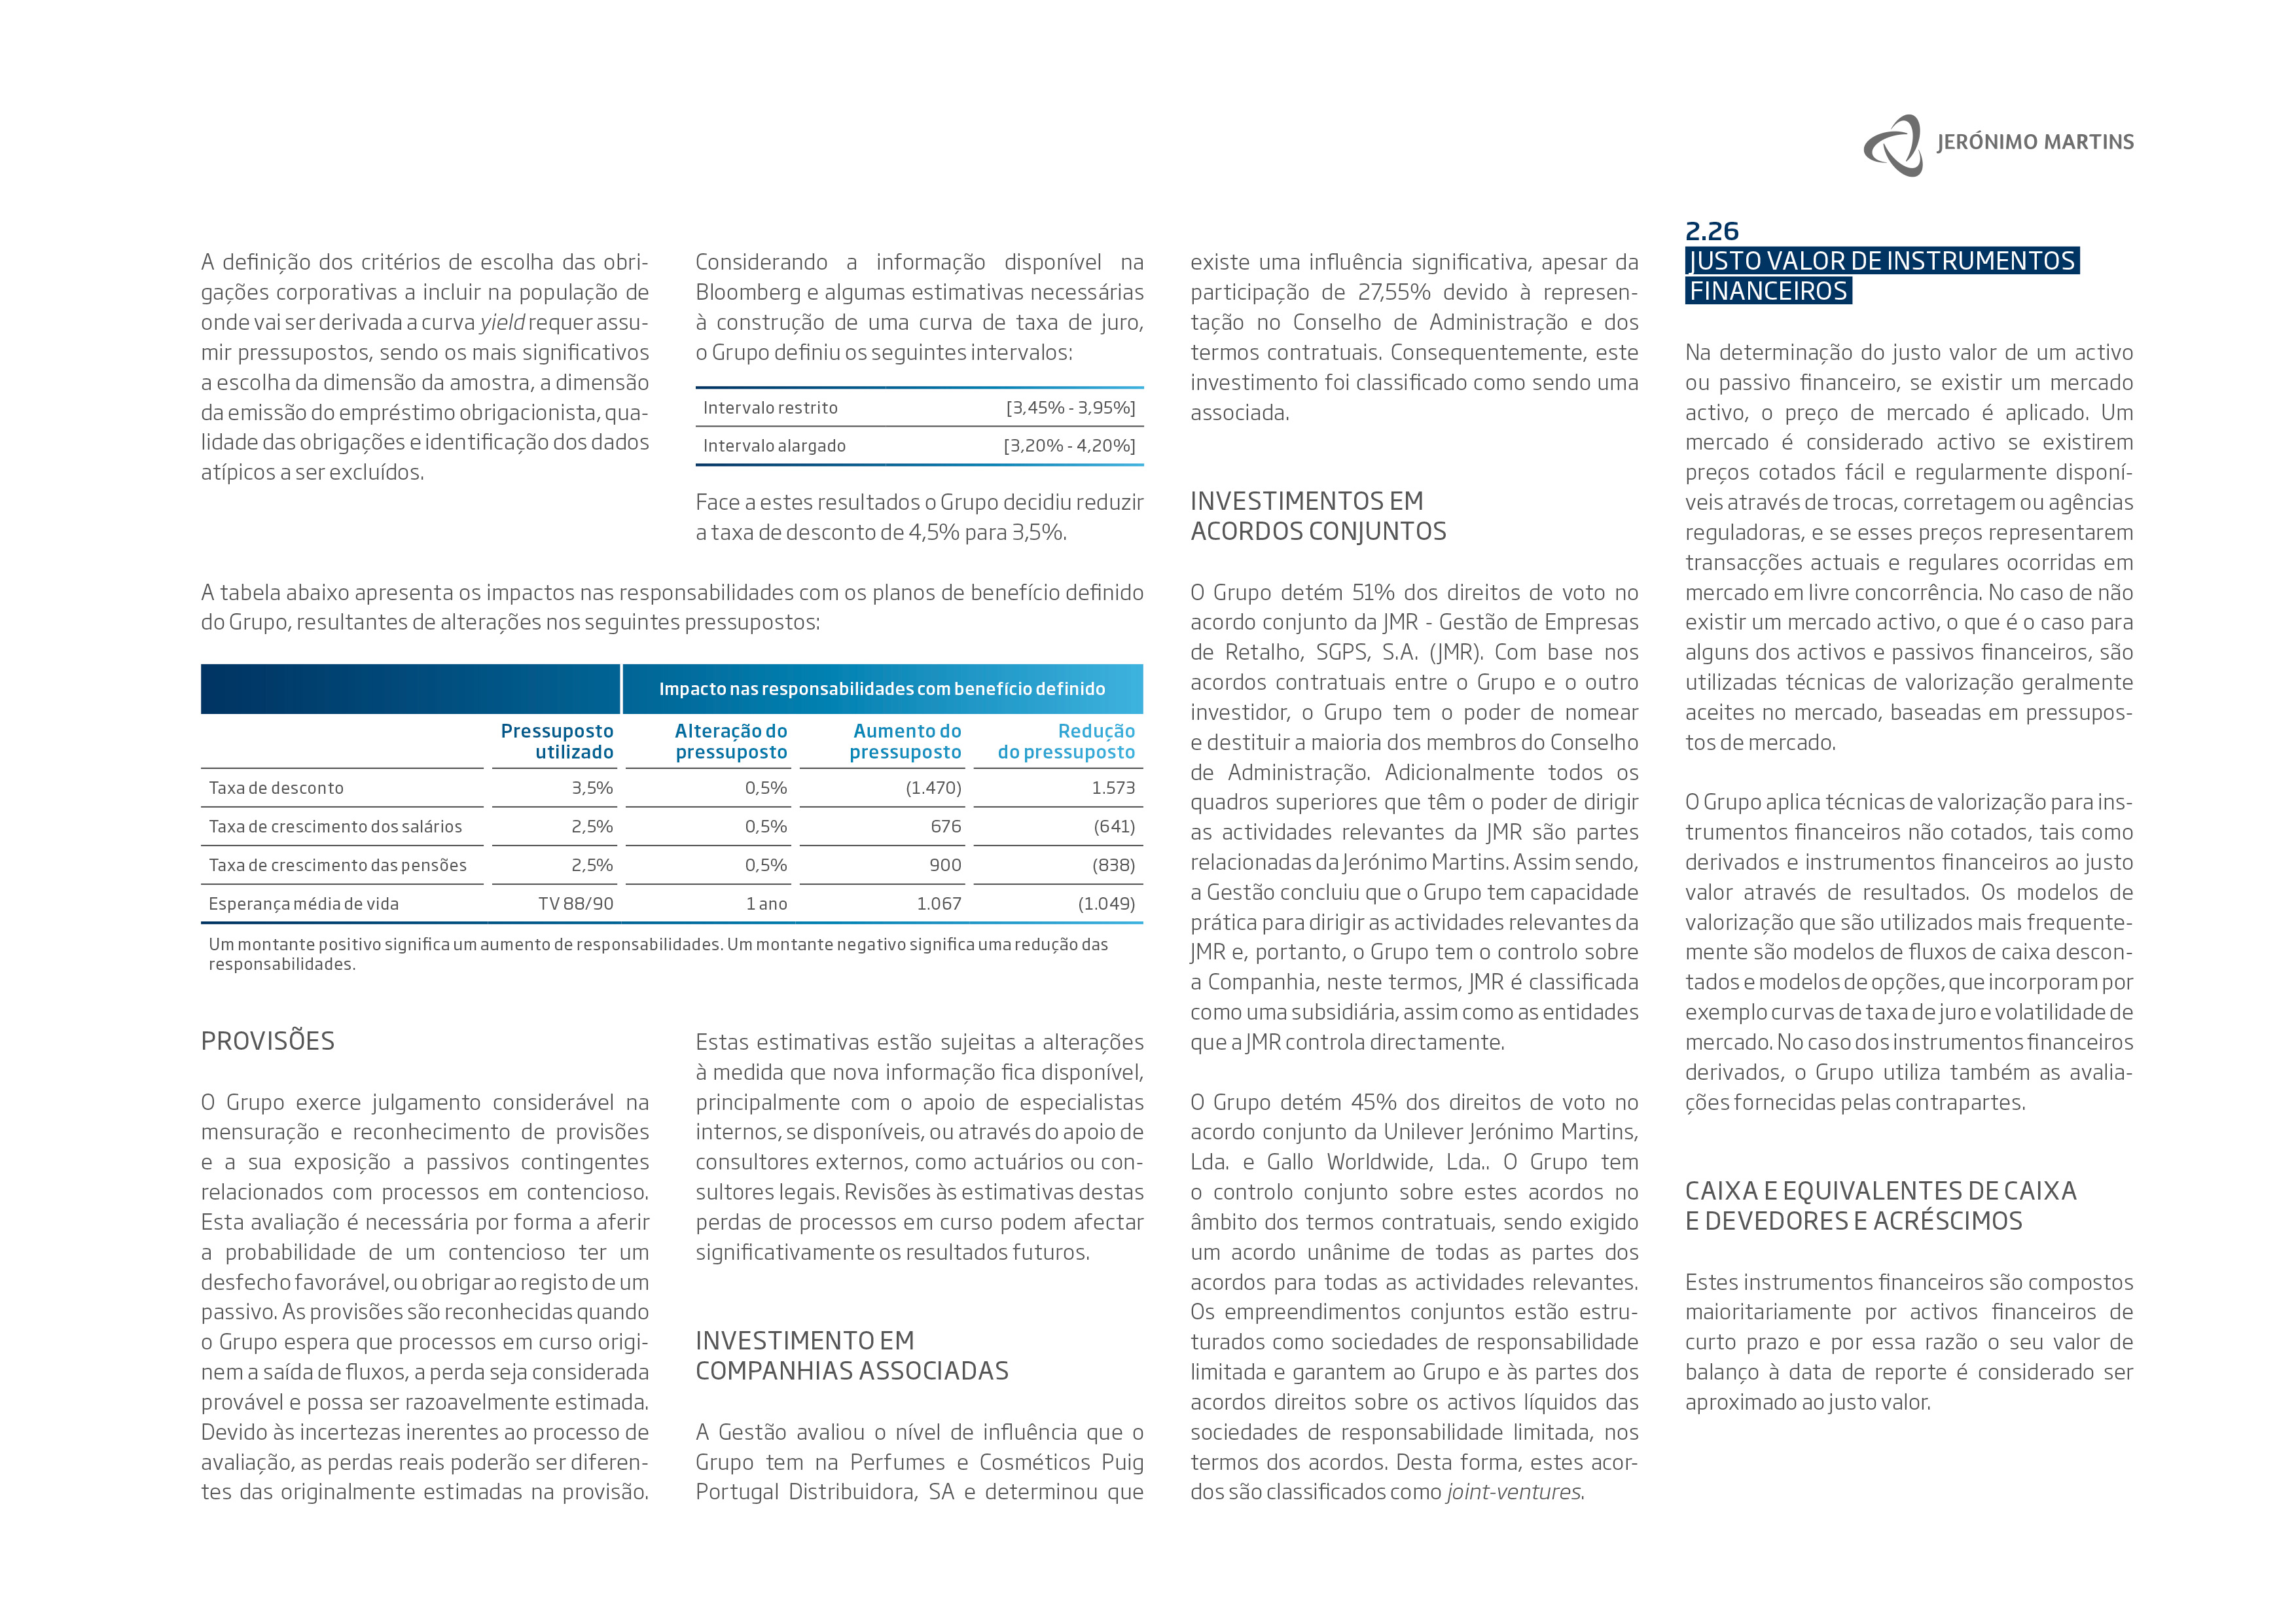 JERÓNIMO MARTINS
A definição dos critérios de escolha das obri-
gações corporativas a incluir na população de
onde vai ser derivada a curva yield requer assu-
mir pressupostos, sendo os mais significativos
a escolha da dimensão da amostra, a dimensão
da emissão do empréstimo obrigacionista, qua-
lidade das obrigações e identificação dos dados
atípicos a ser excluídos.
Considerando a informação disponível na
Bloomberg e algumas estimativas necessárias
à construção de uma curva de taxa de juro,
o Grupo definiu os seguintes intervalos:
Intervalo restrito [3,45% - 3,95%]
Intervalo alargado [3,20% - 4,20%]
Face a estes resultados o Grupo decidiu reduzir
a taxa de desconto de 4,5% para 3,5%.
A tabela abaixo apresenta os impactos nas responsabilidades com os planos de benefício definido
do Grupo, resultantes de alterações nos seguintes pressupostos:
Impacto nas responsabilidades com benefício definido
Pressuposto Alteração do Aumento do Redução
utilizado pressuposto pressuposto do pressuposto
Taxa de desconto 3,5% 0,5% (1.470) 1.573
Taxa de crescimento dos salários 2,5% 0,5% 676 (641)
Taxa de crescimento das pensões 2,5% 0,5% 900 (838)
Esperança média de vida TV 88/90 1 ano 1.067 (1.049)
Um montante positivo significa um aumento de responsabilidades. Um montante negativo significa uma redução das
responsabilidades.
PROVISÕES
O Grupo exerce julgamento considerável na
mensuração e reconhecimento de provisões
e a sua exposição a passivos contingentes
relacionados com processos em contencioso.
Esta avaliação é necessária por forma a aferir
a probabilidade de um contencioso ter um
desfecho favorável, ou obrigar ao registo de um
passivo. As provisões são reconhecidas quando
o Grupo espera que processos em curso origi-
nem a saída de fluxos, a perda seja considerada
provável e possa ser razoavelmente estimada.
Devido às incertezas inerentes ao processo de
avaliação, as perdas reais poderão ser diferen-
tes das originalmente estimadas na provisão.
Estas estimativas estão sujeitas a alterações
à medida que nova informação fica disponível,
principalmente com o apoio de especialistas
internos, se disponíveis, ou através do apoio de
consultores externos, como actuários ou con-
sultores legais. Revisões às estimativas destas
perdas de processos em curso podem afectar
significativamente os resultados futuros.
INVESTIMENTO EM
COMPANHIAS ASSOCIADAS
A Gestão avaliou o nível de influência que o
Grupo tem na Perfumes e Cosméticos Puig
Portugal Distribuidora, SA e determinou que
existe uma influência significativa, apesar da
participação de 27,55% devido à represen-
tação no Conselho de Administração e dos
termos contratuais. Consequentemente, este
investimento foi classificado como sendo uma
associada.
INVESTIMENTOS EM
ACORDOS CONJUNTOS
O Grupo detém 51% dos direitos de voto no
acordo conjunto da JMR - Gestão de Empresas
de Retalho, SGPS, S.A. (JMR). Com base nos
acordos contratuais entre o Grupo e o outro
investidor, o Grupo tem o poder de nomear
e destituir a maioria dos membros do Conselho
de Administração. Adicionalmente todos os
quadros superiores que têm o poder de dirigir
as actividades relevantes da JMR são partes
relacionadas da Jerónimo Martins. Assim sendo,
a Gestão concluiu que o Grupo tem capacidade
prática para dirigir as actividades relevantes da
JMR e, portanto, o Grupo tem o controlo sobre
a Companhia, neste termos, JMR é classificada
como uma subsidiária, assim como as entidades
que a JMR controla directamente.
O Grupo detém 45% dos direitos de voto no
acordo conjunto da Unilever Jerónimo Martins,
Lda. e Gallo Worldwide, Lda.. O Grupo tem
o controlo conjunto sobre estes acordos no
âmbito dos termos contratuais, sendo exigido
um acordo unânime de todas as partes dos
acordos para todas as actividades relevantes.
Os empreendimentos conjuntos estão estru-
turados como sociedades de responsabilidade
limitada e garantem ao Grupo e às partes dos
acordos direitos sobre os activos líquidos das
sociedades de responsabilidade limitada, nos
termos dos acordos. Desta forma, estes acor-
dos são classificados como joint-ventures.
2.26
JUSTO VALOR DE INSTRUMENTOS
FINANCEIROS
Na determinação do justo valor de um activo
ou passivo financeiro, se existir um mercado
activo, o preço de mercado é aplicado. Um
mercado é considerado activo se existirem
preços cotados fácil e regularmente disponí-
veis através de trocas, corretagem ou agências
reguladoras, e se esses preços representarem
transacções actuais e regulares ocorridas em
mercado em livre concorrência. No caso de não
existir um mercado activo, o que é o caso para
alguns dos activos e passivos financeiros, são
utilizadas técnicas de valorização geralmente
aceites no mercado, baseadas em pressupos-
tos de mercado.
O Grupo aplica técnicas de valorização para ins-
trumentos financeiros não cotados, tais como
derivados e instrumentos financeiros ao justo
valor através de resultados. Os modelos de
valorização que são utilizados mais frequente-
mente são modelos de fluxos de caixa descon-
tados e modelos de opções, que incorporam por
exemplo curvas de taxa de juro e volatilidade de
mercado. No caso dos instrumentos financeiros
derivados, o Grupo utiliza também as avalia-
ções fornecidas pelas contrapartes.
CAIXA E EQUIVALENTES DE CAIXA
E DEVEDORES E ACRÉSCIMOS
Estes instrumentos financeiros são compostos
maioritariamente por activos financeiros de
curto prazo e por essa razão o seu valor de
balanço à data de reporte é considerado ser
aproximado ao justo valor.